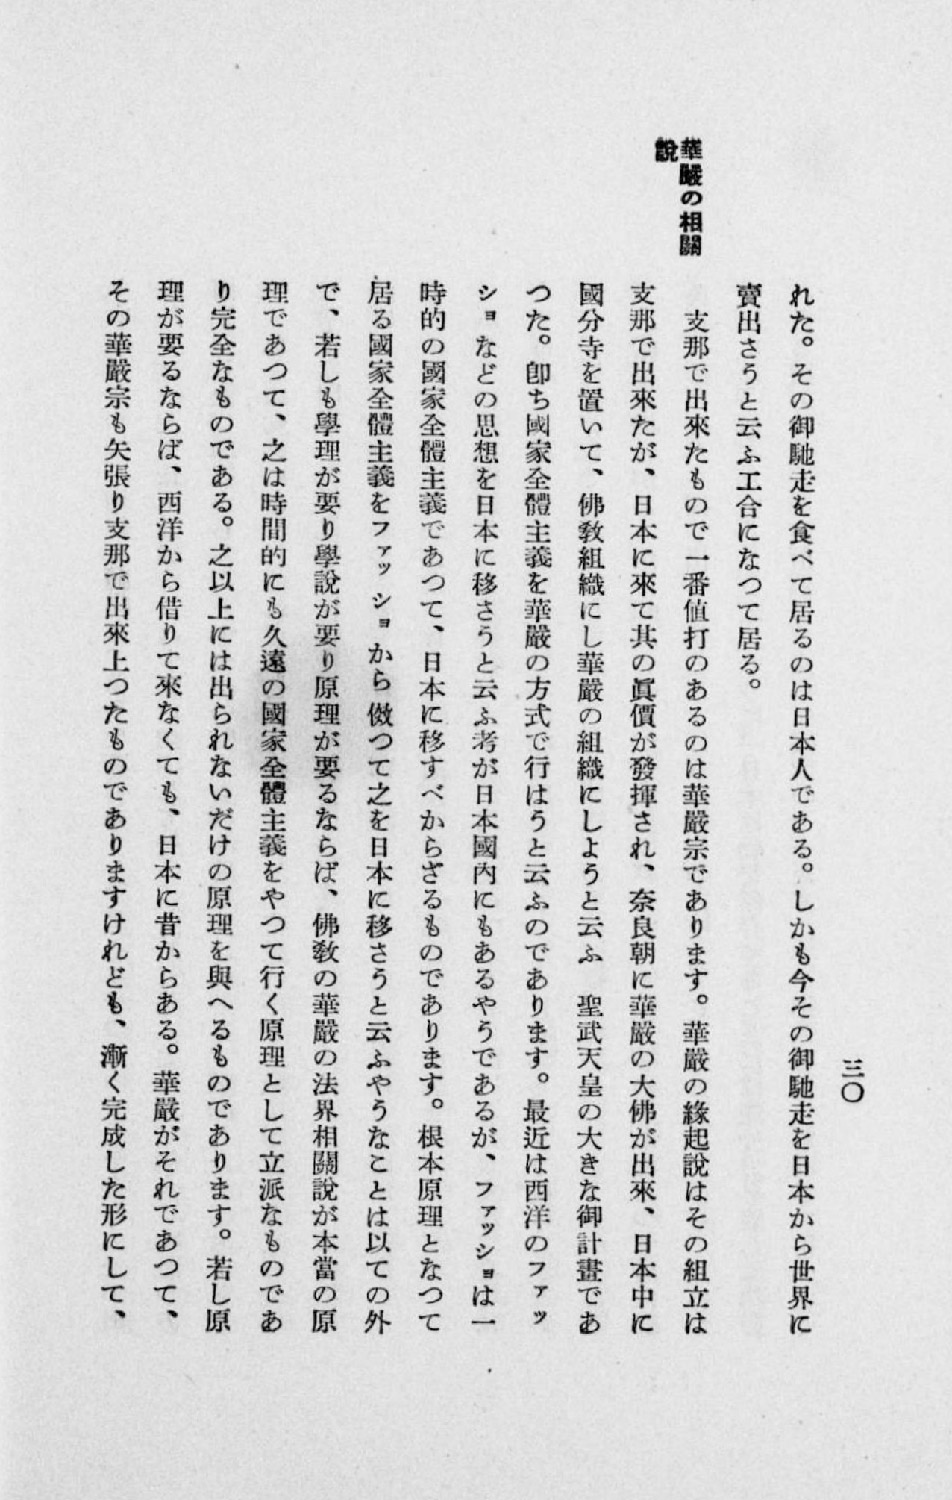 華嚴の相關
說
三〇
れた。その御馳走を食べて居るのは日本人である。しかも今その御馳走を日本から世界に
賣出さうと云ふ工合になつて居る。
支那で出來たもので一番値打のあるのは華嚴宗であります。華嚴の緣起說はその組立は
支那で出來たが、日本に來て其の眞價が發揮され、奈良朝に華嚴の大佛が出來、日本中に
國分寺を置いて、佛敎組織にし華嚴の組織にしようと云ふ　聖武天皇の大きな御計畫であ
つた。卽ち國家全體主義を華嚴の方式で行はうと云ふのであります。最近は西洋のファッ
ショなどの思想を日本に移さうと云ふ考が日本國內にもあるやうであるが、ファッショは一
時的の國家全體主義であつて、日本に移すべからざるものであります。根本原理となつて
居る國家全體主義をファッショから倣つて之を日本に移さうと云ふやうなことは以ての外
で、若しも學理が要り學說が要り原理が要るならば、佛敎の華嚴の法界相關說が本當の原
理であつて、之は時間的にも久遠の國家全體主義をやつて行く原理として立派なものであ
り完全なものである。之以上には出られないだけの原理を與へるものであります。若し原
理が要るならば、西洋から借りて來なくても、日本に昔からある。華嚴がそれであつて、
その華嚴宗も矢張り支那で出來上つたものでありますけれども、漸く完成した形にして、